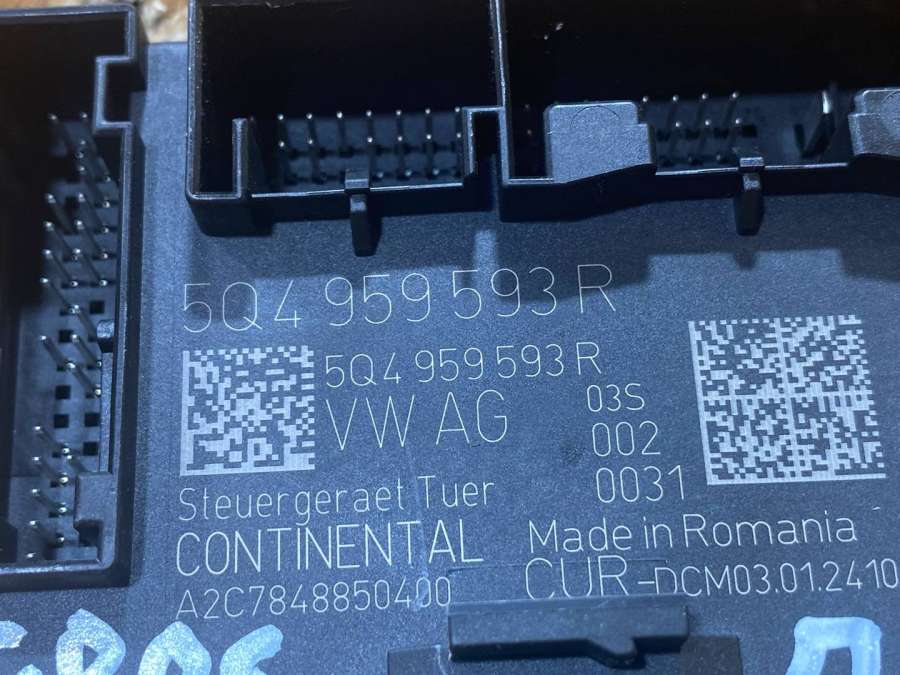 5Q4 959 593 R
5Q4 959 593 R
VW AG
03S
002
0031
Steuergeraet Tuer
CONTINENTAL
Made in Romania
A2C7848850400
CUR-DCM03.01.2410